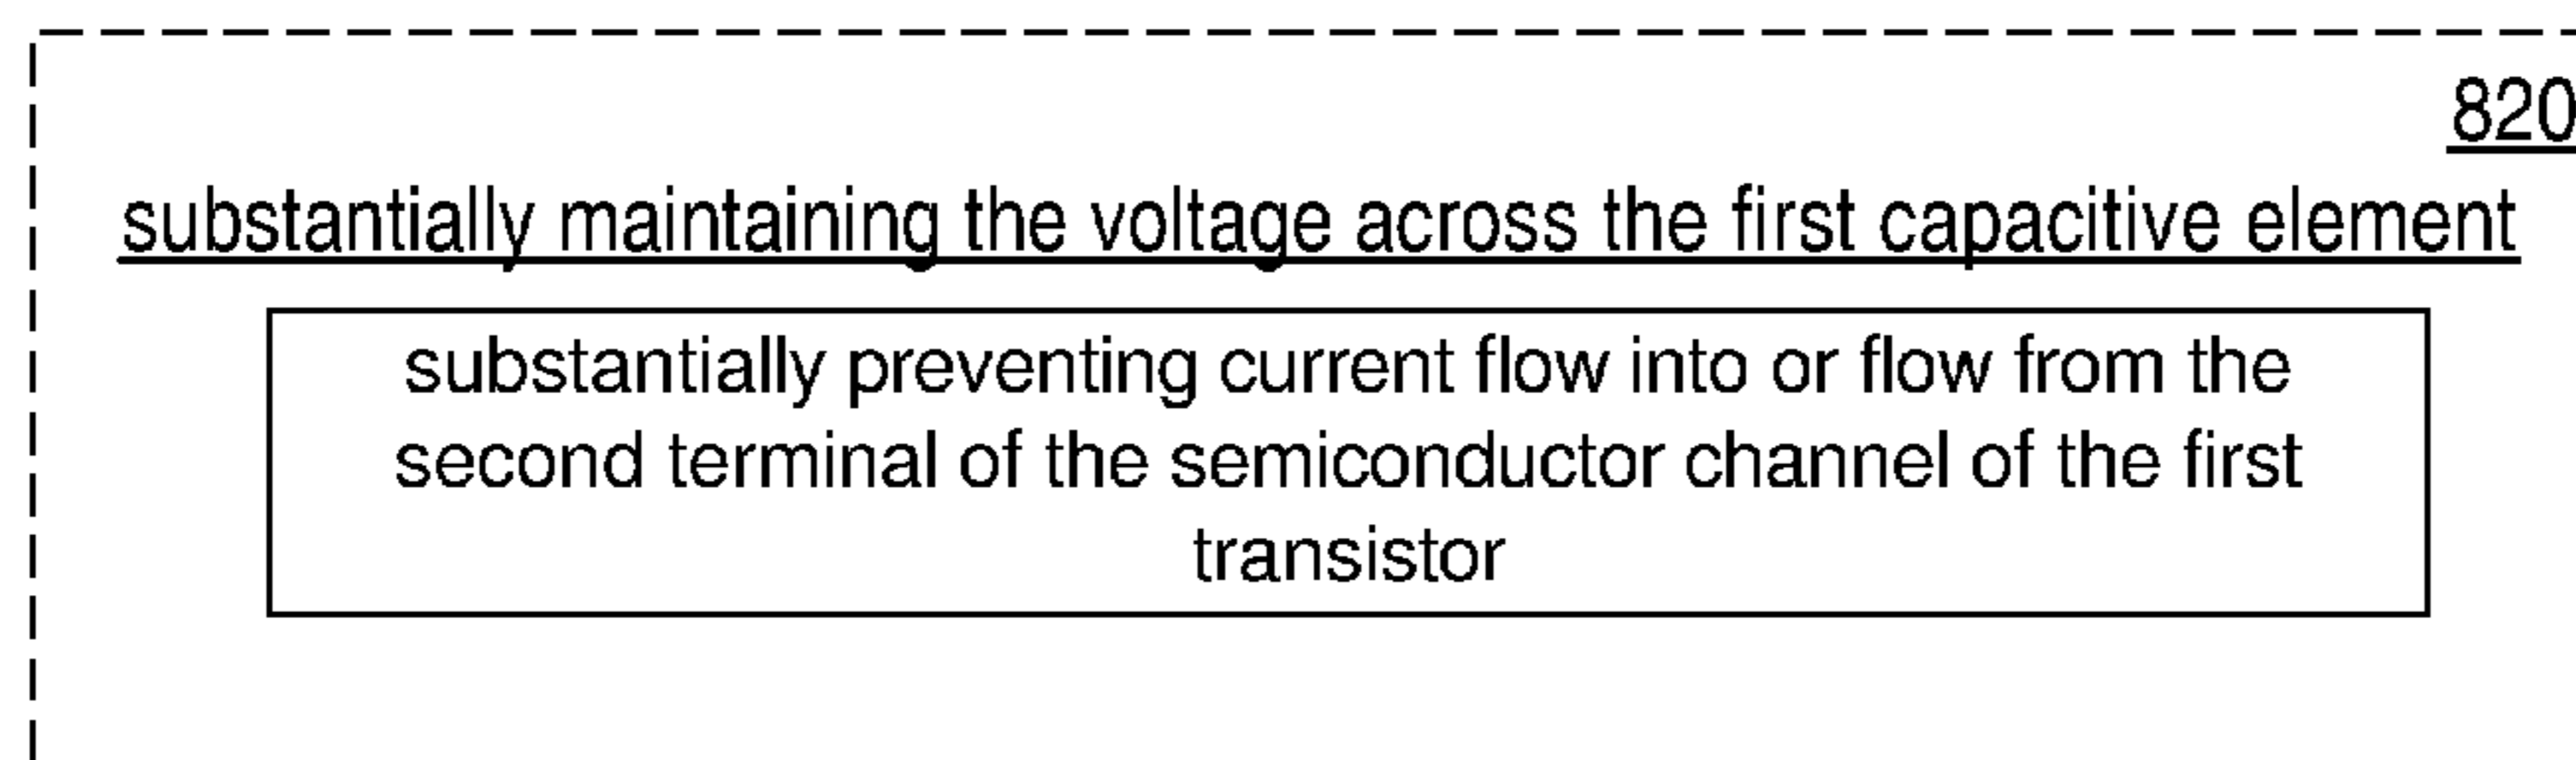 820
substantially maintaining the voltage across the first capacitive element
substantially preventing current flow into or flow from the
second terminal of the semiconductor channel of the first
transistor